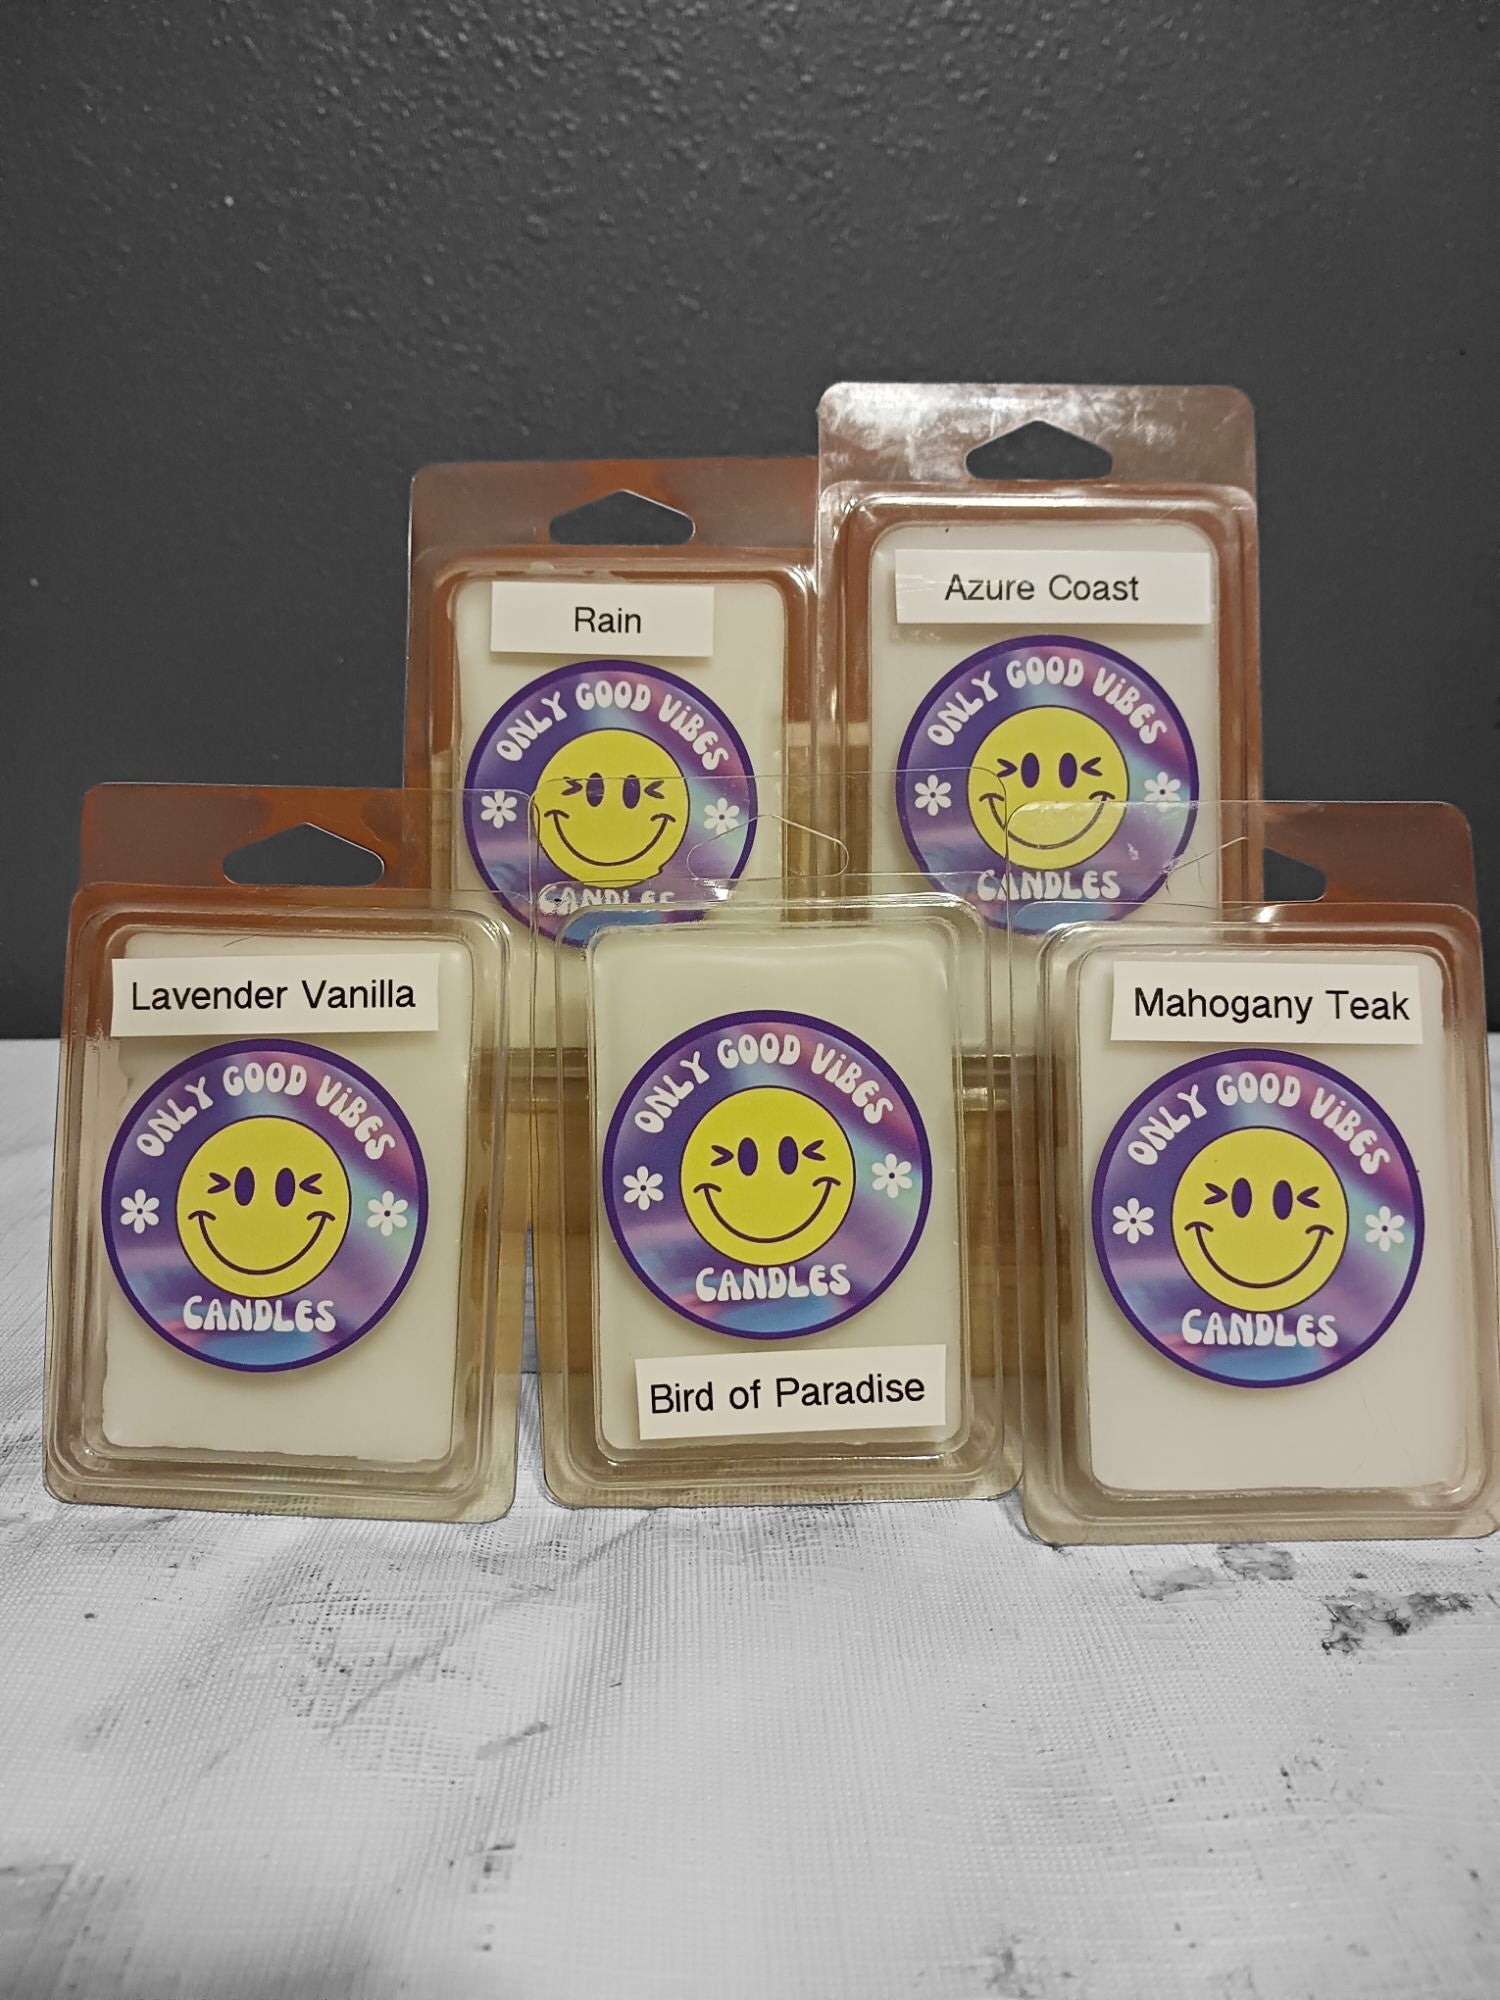 Rain
ONLY GOOD ViBES
CANDLES
Azure Coast
ONLY GOOD ViBES
CANDLES
Lavender Vanilla
ONLY GOOD ViBES
CANDLES
ONLY GOOD ViBES
CANDLES
Bird of Paradise
Mahogany Teak
ONLY GOOD ViBES
CANDLES